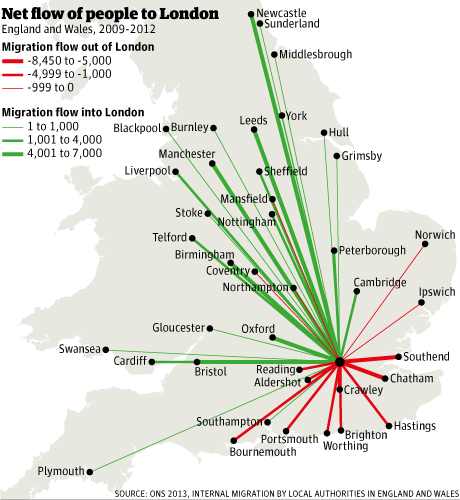 Net flow of people to London
England and Wales, 2009-2012
Migration flow out of London
-8,450 to -5,000
-4,999 to -1,000
-999 to 0
Migration flow into London
1 to 1,000
1,001 to 4,000
4,001 to 7,000
Newcastle
Sunderland
Middlesbrough
York
Leeds
Blackpool
Burnley
Hull
Manchester
Grimsby
Liverpool
Sheffield
Mansfield
Stoke
Nottingham
Telford
Norwich
Birmingham
Peterborough
Coventry
Northampton
Cambridge
Ipswich
Gloucester
Oxford
Swansea
Cardiff
Bristol
Southend
Reading
Aldershot
Chatham
Crawley
Southampton
Hastings
Portsmouth
Brighton
Bournemouth
Worthing
Plymouth
SOURCE: ONS 2013, INTERNAL MIGRATION BY LOCAL AUTHORITIES IN ENGLAND AND WALES